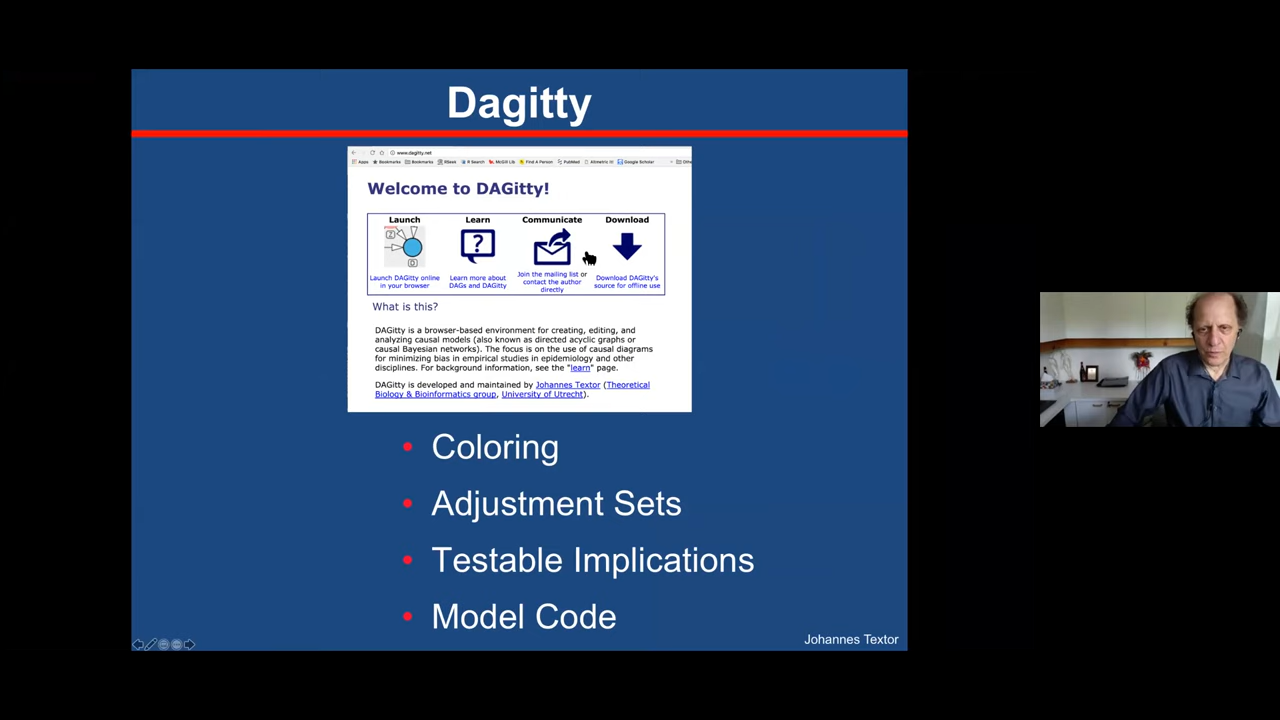 Dagitty
www.dagitty.net
Apps Bookmarks Bookmarks RSeek R Search McGill Lib Find A Person PubMed Altmetric It! Google Scholar » Othe
Welcome to DAGitty!
Launch Learn Communicate Download
Launch DAGitty online
in your browser
Learn more about
DAGs and DAGitty
Join the mailing list or
contact the author
directly
Download DAGitty's
source for offline use
What is this?
DAGitty is a browser-based environment for creating, editing, and
analyzing causal models (also known as directed acyclic graphs or
causal Bayesian networks). The focus is on the use of causal diagrams
for minimizing bias in empirical studies in epidemiology and other
disciplines. For background information, see the "learn" page.
DAGitty is developed and maintained by Johannes Textor (Theoretical
Biology & Bioinformatics group, University of Utrecht).
• Coloring
• Adjustment Sets
• Testable Implications
• Model Code
Johannes Textor